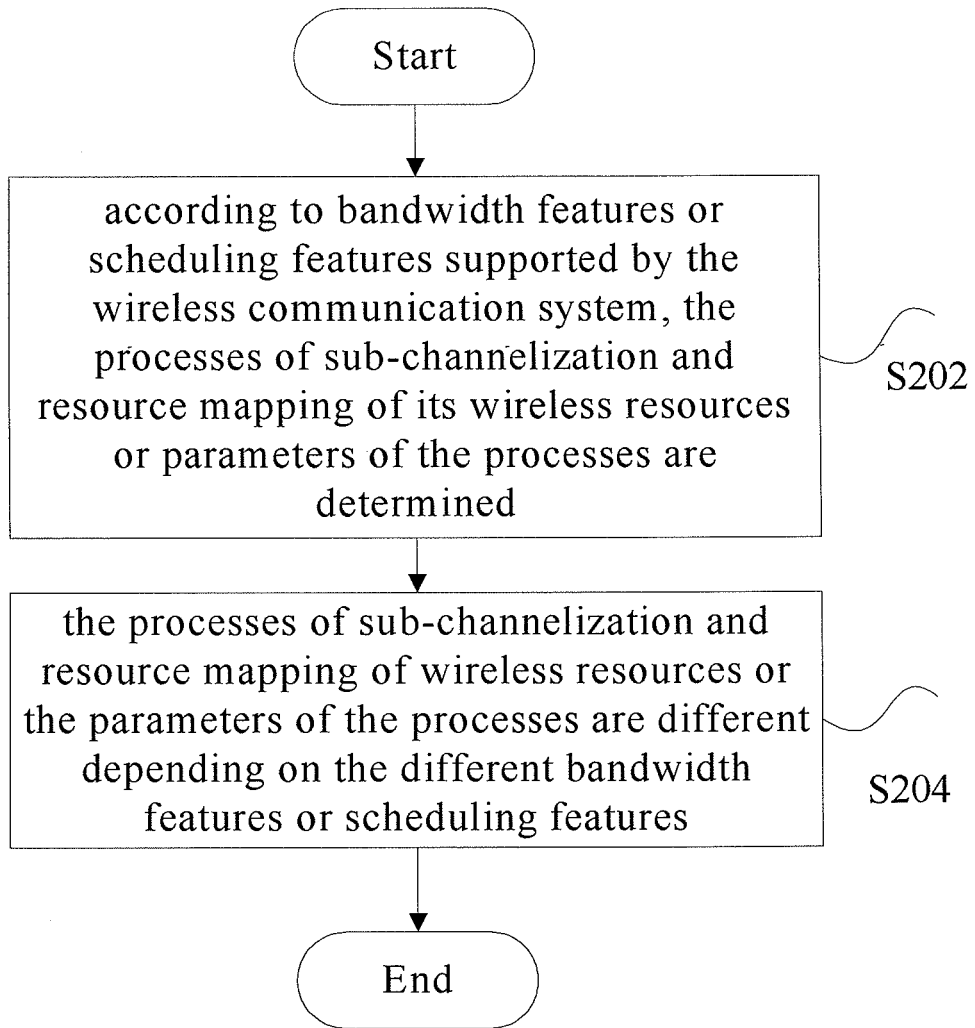 Start
according to bandwidth features or
scheduling features supported by the
wireless communication system, the
processes of sub-channelization and
resource mapping of its wireless resources
or parameters of the processes are
determined
S202
the processes of sub-channelization and
resource mapping of wireless resources or
the parameters of the processes are different
depending on the different bandwidth
features or scheduling features
S204
End